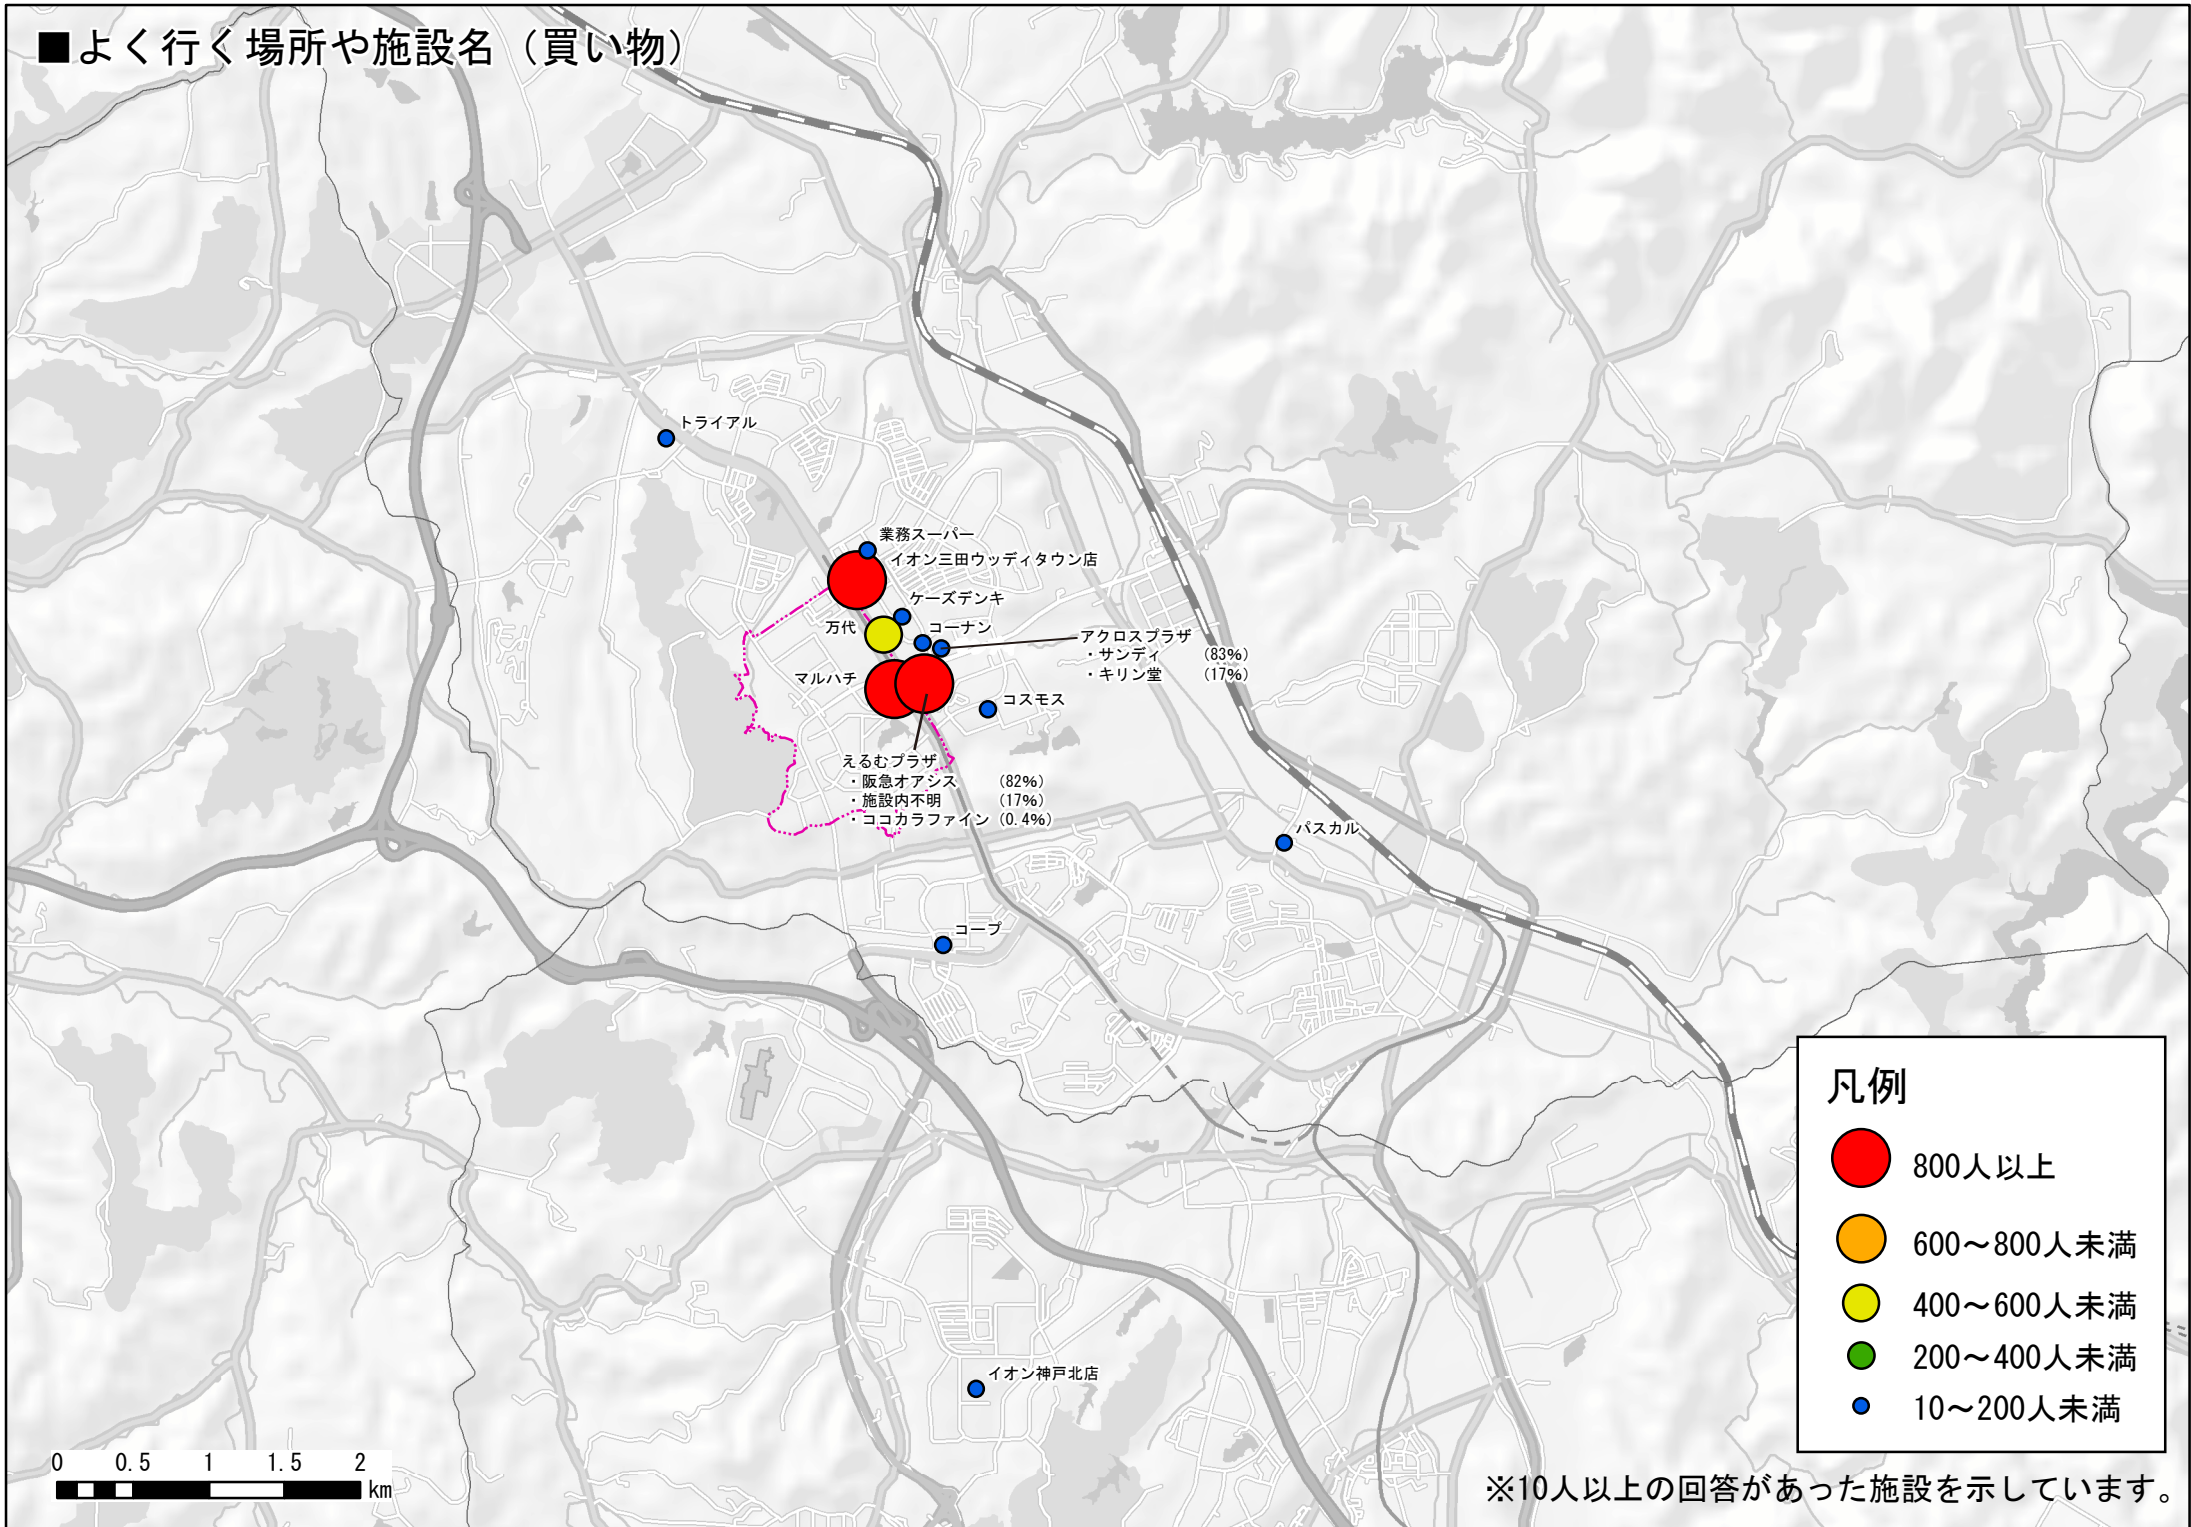 ■よく行く場所や施設名（買い物）
トライアル
業務スーパー
イオン三田ウッディタウン店
ケーズデンキ
万代
コーナン
アクロスプラザ
・サンディ （83%）
・キリン堂 （17%）
マルハチ
コスモス
えるむプラザ
・阪急オアシス （82%）
・施設内不明 （17%）
・ココカラファイン（0.4%）
パスカル
コープ
イオン神戸北店
凡例
800人以上
600～800人未満
400～600人未満
200～400人未満
10～200人未満
0 0.5 1 1.5 2
km
※10人以上の回答があった施設を示しています。